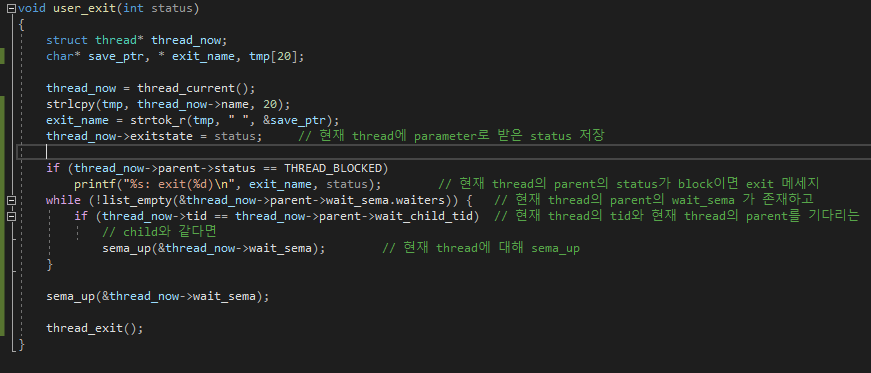 void user_exit(int status)
{
struct thread* thread_now;
char* save_ptr, * exit_name, tmp[20];
thread_now = thread_current();
strlcpy(tmp, thread_now->name, 20);
exit_name = strtok_r(tmp, " ", &save_ptr);
thread_now->exitstate = status; // 현재 thread에 parameter로 받은 status 저장
if (thread_now->parent->status == THREAD_BLOCKED)
printf("%s: exit(%d)\n", exit_name, status); // 현재 thread의 parent의 status가 block이면 exit 메세지
while (!list_empty(&thread_now->parent->wait_sema.waiters)) { // 현재 thread의 parent의 wait_sema 가 존재하고
if (thread_now->tid == thread_now->parent->wait_child_tid) // 현재 thread의 tid와 현재 thread의 parent를 기다리는
// child와 같다면
sema_up(&thread_now->wait_sema); // 현재 thread에 대해 sema_up
}
sema_up(&thread_now->wait_sema);
thread_exit();
}